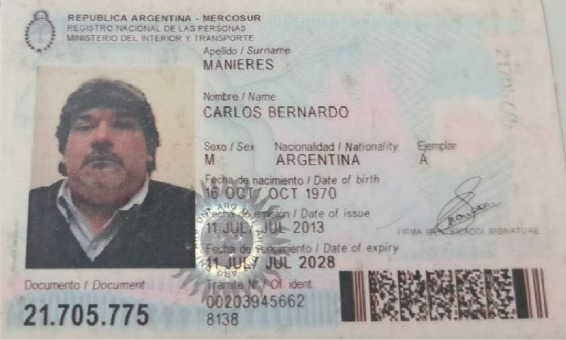 REPUBLICA ARGENTINA - MERCOSUR
REGISTRO NACIONAL DE LAS PERSONAS
MINISTERIO DEL INTERIOR Y TRANSPORTE
Apellido / Surname
MANIERES
Nombre / Name
CARLOS BERNARDO
Sexo / Sex Nacionalidad / Nationality Ejemplar
M ARGENTINA A
Fecha de nacimiento / Date of birth
16 OCT/ OCT 1970
Fecha de emisión / Date of issue
11 JUL/ JUL 2013
FIRMA SIGNATURE
Fecha de vencimiento / Date of expiry
11 JUL/ JUL 2028
Documento / Document Tramite Nº / Of. ident.
21.705.775 00203945662
8138